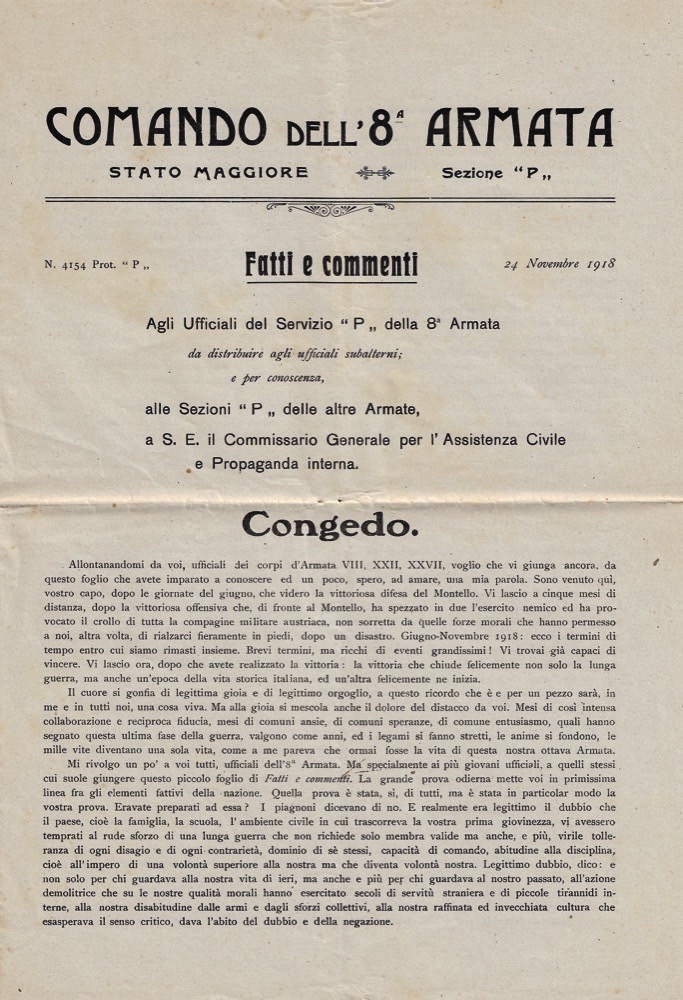 COMANDO DELL'8ª ARMATA
STATO MAGGIORE Sezione “P„
N. 4154 Prot. “P„ Fatti e commenti 24 Novembre 1918
Agli Ufficiali del Servizio “P„ della 8ª Armata
da distribuire agli ufficiali subalterni;
e per conoscenza,
alle Sezioni “P„ delle altre Armate,
a S. E. il Commissario Generale per l'Assistenza Civile
e Propaganda interna.
Congedo.
Allontanandomi da voi, ufficiali dei corpi d'Armata VIII, XXII, XXVII, voglio che vi giunga ancora, da
questo foglio che avete imparato a conoscere ed un poco, spero, ad amare, una mia parola. Sono venuto quì,
vostro capo, dopo le giornate del giugno, che videro la vittoriosa difesa del Montello. Vi lascio a cinque mesi di
distanza, dopo la vittoriosa offensiva che, di fronte al Montello, ha spezzato in due l'esercito nemico ed ha pro-
vocato il crollo di tutta la compagine militare austriaca, non sorretta da quelle forze morali che hanno permesso
a noi, altra volta, di rialzarci fieramente in piedi, dopo un disastro. Giugno-Novembre 1918: ecco i termini di
tempo entro cui siamo rimasti insieme. Brevi termini, ma ricchi di eventi grandissimi! Vi trovai già capaci di
vincere. Vi lascio ora, dopo che avete realizzato la vittoria: la vittoria che chiude felicemente non solo la lunga
guerra, ma anche un'epoca della vita storica italiana, ed un'altra felicemente ne inizia.
Il cuore si gonfia di legittima gioia e di legittimo orgoglio, a questo ricordo che è e per un pezzo sarà, in
me e in tutti noi, una cosa viva. Ma alla gioia si mescola anche il dolore del distacco da voi. Mesi di così intensa
collaborazione e reciproca fiducia, mesi di comuni ansie, di comuni speranze, di comune entusiasmo, quali hanno
segnato questa ultima fase della guerra, valgono come anni, ed i legami si fanno stretti, le anime si fondono, le
mille vite diventano una sola vita, come a me pareva che ormai fosse la vita di questa nostra ottava Armata.
Mi rivolgo un po' a voi tutti, ufficiali dell'8ª Armata. Ma specialmente ai più giovani ufficiali, a quelli stessi
cui suole giungere questo piccolo foglio di Fatti e commenti. La grande prova odierna mette voi in primissima
linea fra gli elementi fattivi della nazione. Quella prova è stata, sì, di tutti, ma è stata in particolar modo la
vostra prova. Eravate preparati ad essa? I piagnoni dicevano di no. E realmente era legittimo il dubbio che
il paese, cioè la famiglia, la scuola, l'ambiente civile in cui trascorreva la vostra prima giovinezza, vi avessero
temprati al rude sforzo di una lunga guerra che non richiede solo membra valide ma anche, e più, virile tolle-
ranza di ogni disagio e di ogni contrarietà, dominio di sè stessi, capacità di comando, abitudine alla disciplina,
cioè all'impero di una volontà superiore alla nostra ma che diventa volontà nostra. Legittimo dubbio, dico: e
non solo per chi guardava alla nostra vita di ieri, ma anche e più per chi guardava al nostro passato, all'azione
demolitrice che su le nostre qualità morali hanno esercitato secoli di servitù straniera e di piccole tirannidi in-
terne, alla nostra disabitudine dalle armi e dagli sforzi collettivi, alla nostra raffinata ed invecchiata cultura che
esasperava il senso critico, dava l'abito del dubbio e della negazione.